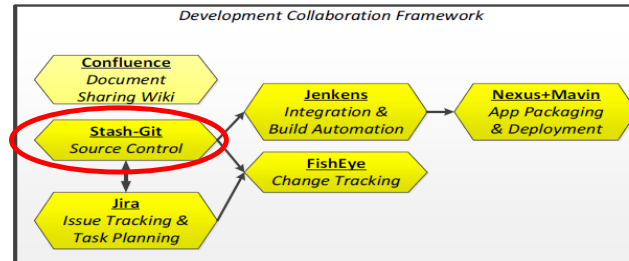 Development Collaboration Framework
Confluence
Document
Sharing Wiki
Stash-Git
Source Control
Jira
Issue Tracking &
Task Planning
Jenkens
Integration &
Build Automation
FishEye
Change Tracking
Nexus+Mavin
App Packaging
& Deployment